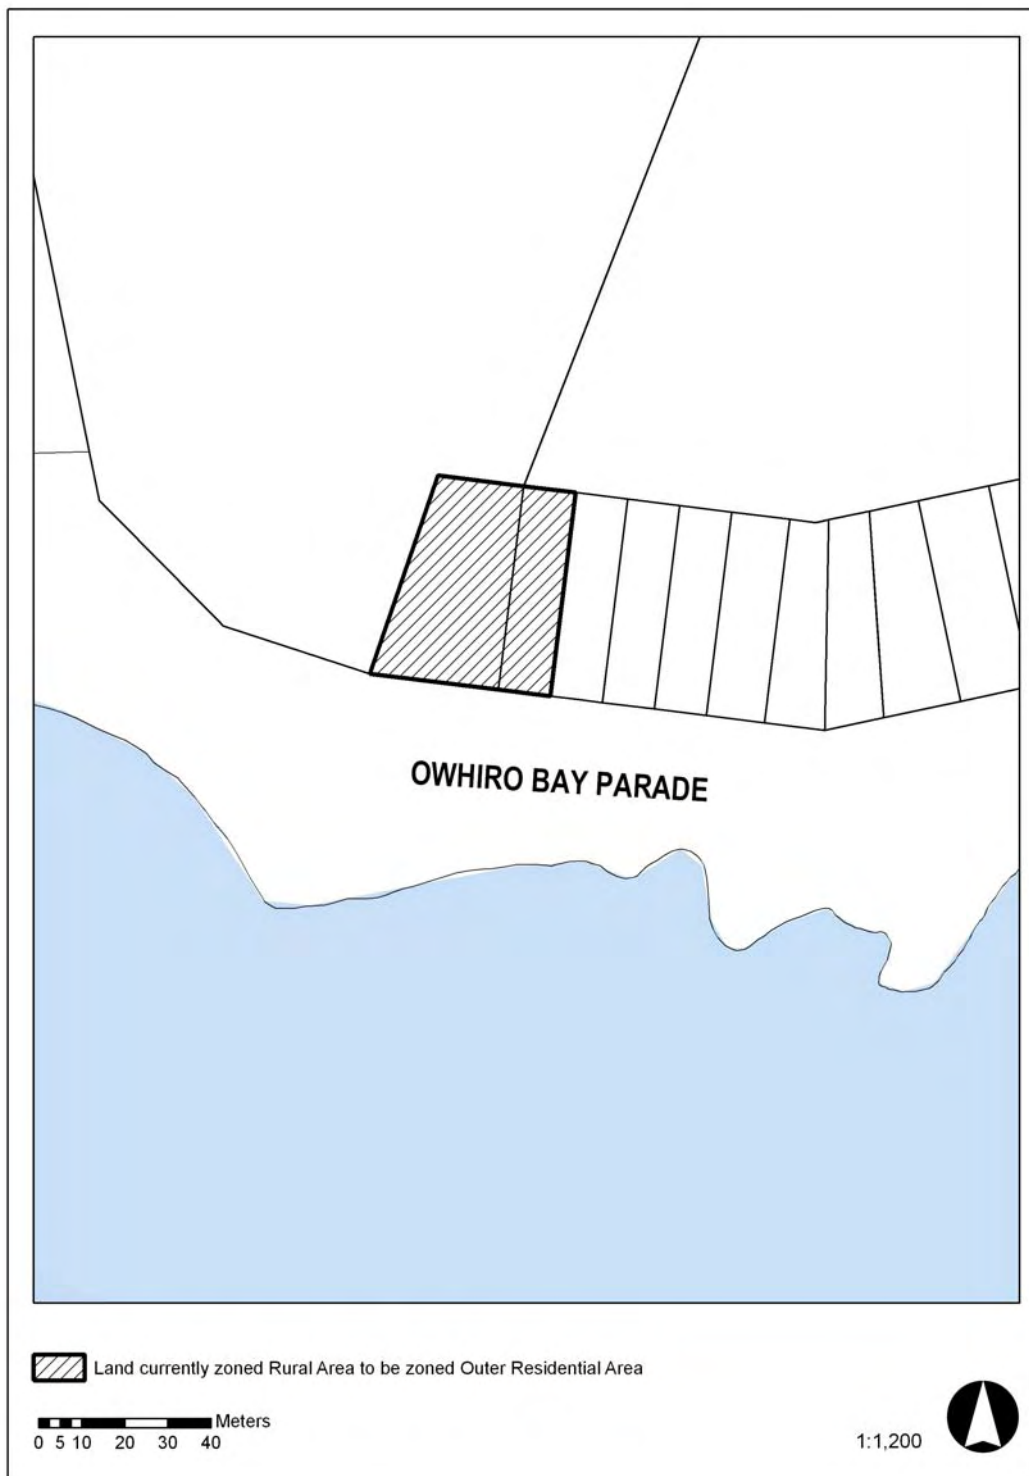 OWHIRO BAY PARADE
Land currently zoned Rural Area to be zoned Outer Residential Area
Meters
0 5 10 20 30 40
1:1,200